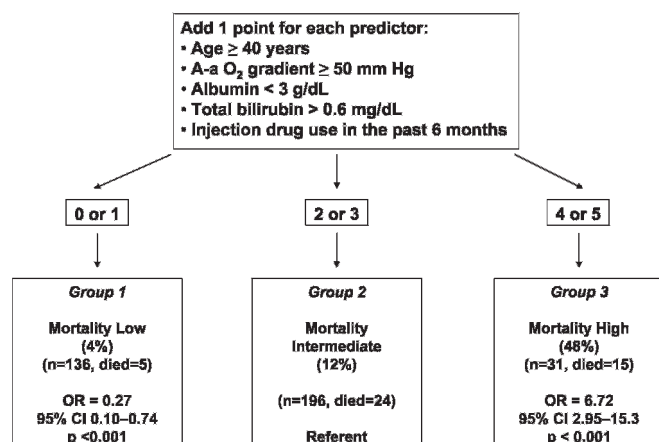 Add 1 point for each predictor:
• Age ≥ 40 years
• A-a O₂ gradient ≥ 50 mm Hg
• Albumin < 3 g/dL
• Total bilirubin > 0.6 mg/dL
• Injection drug use in the past 6 months
0 or 1
2 or 3
4 or 5
Group 1
Mortality Low
(4%)
(n=136, died=5)
OR = 0.27
95% CI 0.10–0.74
p <0.001
Group 2
Mortality
Intermediate
(12%)
(n=196, died=24)
Referent
Group 3
Mortality High
(48%)
(n=31, died=15)
OR = 6.72
95% CI 2.95–15.3
p < 0.001